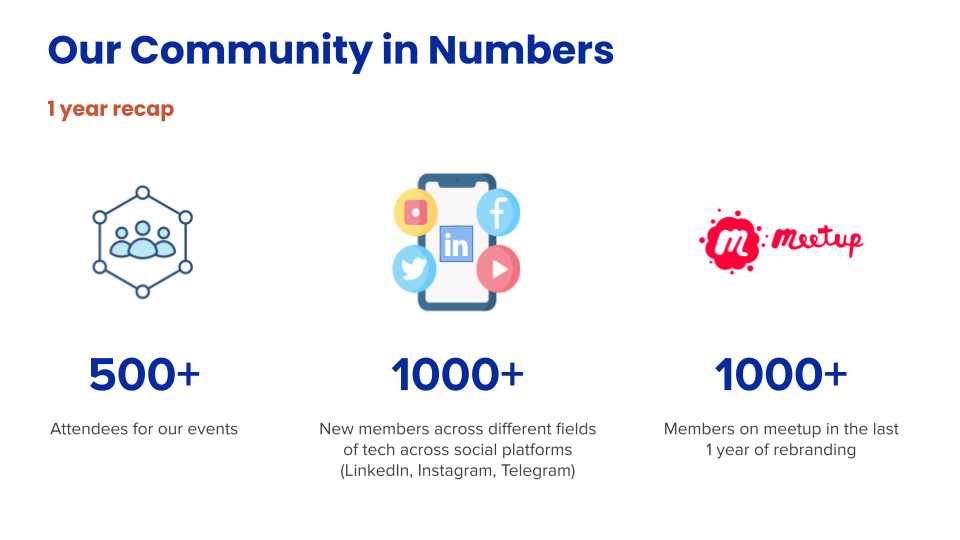 Our Community in Numbers
1 year recap
in
f
m meetup
500+
1000+
1000+
Attendees for our events
New members across different fields
of tech across social platforms
(LinkedIn, Instagram, Telegram)
Members on meetup in the last
1 year of rebranding